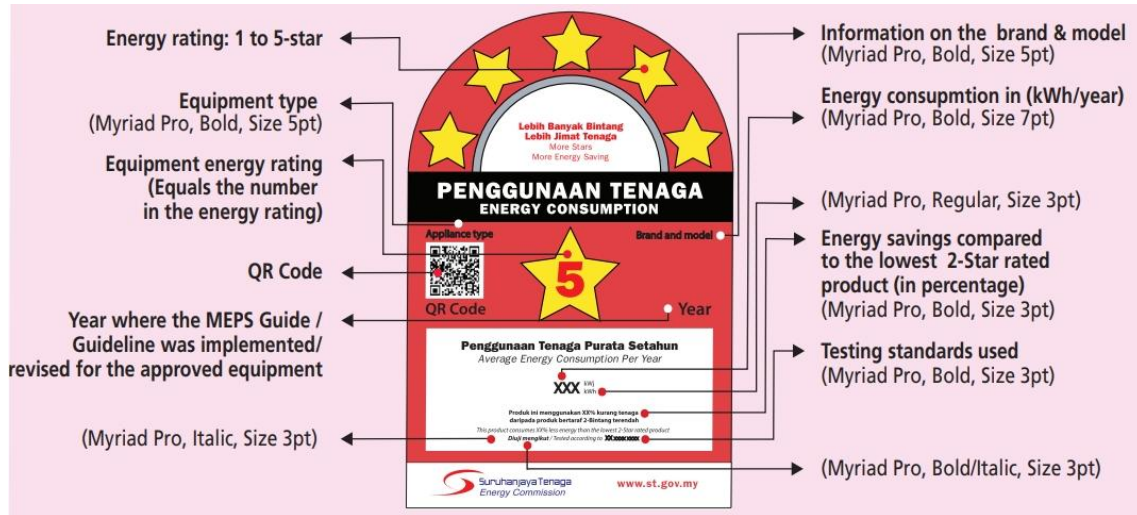 Energy rating: 1 to 5-star
Equipment type
(Myriad Pro, Bold, Size 5pt)
Equipment energy rating
(Equals the number
in the energy rating)
QR Code
Year where the MEPS Guide /
Guideline was implemented/
revised for the approved equipment
(Myriad Pro, Italic, Size 3pt)
Lebih Banyak Bintang
Lebih Jimat Tenaga
More Stars
More Energy Saving
PENGGUNAAN TENAGA
ENERGY CONSUMPTION
Appliance type
Brand and model
5
QR Code
Year
Penggunaan Tenaga Purata Setahun
Average Energy Consumption Per Year
XXX kWj
kWh
Produk ini menggunakan XX% kurang tenaga
daripada produk bertaraf 2-Bintang terendah
This product consumes XX% less energy than the lowest 2-Star rated product
Diuji mengikut / Tested according to
Suruhanjaya Tenaga
Energy Commission
www.st.gov.my
Information on the brand & model
(Myriad Pro, Bold, Size 5pt)
Energy consupmtion in (kWh/year)
(Myriad Pro, Bold, Size 7pt)
(Myriad Pro, Regular, Size 3pt)
Energy savings compared
to the lowest 2-Star rated
product (in percentage)
(Myriad Pro, Bold, Size 3pt)
Testing standards used
(Myriad Pro, Bold, Size 3pt)
(Myriad Pro, Bold/Italic, Size 3pt)